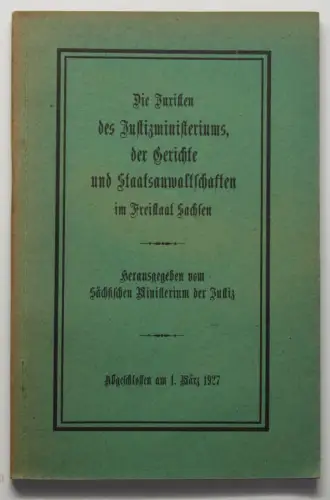 Die Juristen
des Justizministeriums,
der Gerichte
und Staatsanwaltschaften
im Freistaat Sachsen
Herausgegeben vom
Sächsischen Ministerium der Justiz
Abgeschlossen am 1. März 1927